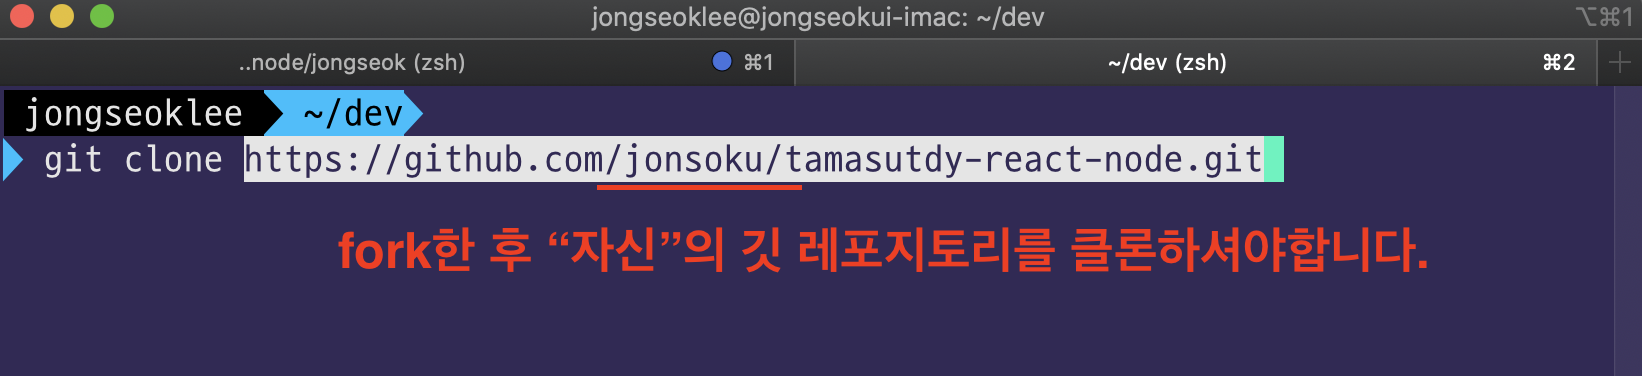 jongseoklee@jongseokui-imac: ~/dev
⌥⌘1
..node/jongseok (zsh)
⌘1
~/dev (zsh)
⌘2
jongseoklee ~/dev
git clone https://github.com/jonsoku/tamasutdy-react-node.git
fork한 후 “자신”의 깃 레포지토리를 클론하셔야합니다.